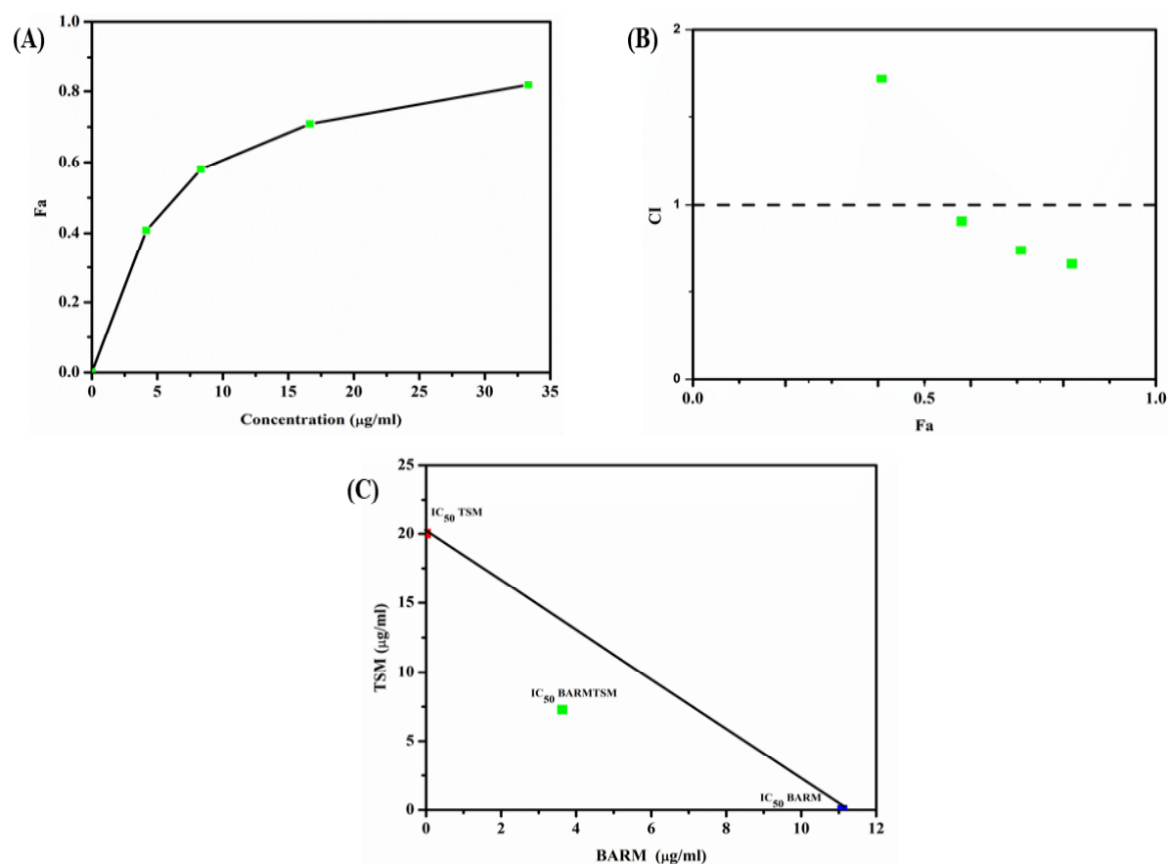 (A)
1.0
0.8
0.6
0.4
0.2
0.0
Fa
0 5 10 15 20 25 30 35
Concentration (µg/ml)
(B)
2
1
0
CI
0.0 0.5 1.0
Fa
(C)
25
20
15
10
5
0
TSM (µg/ml)
IC50 TSM
IC50 BARMTSM
IC50 BARM
0 2 4 6 8 10 12
BARM (µg/ml)